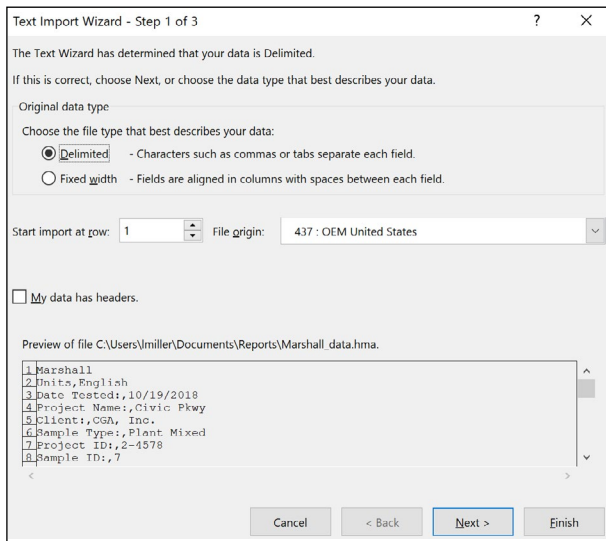 Text Import Wizard - Step 1 of 3 ? ×
The Text Wizard has determined that your data is Delimited.
If this is correct, choose Next, or choose the data type that best describes your data.
Original data type
Choose the file type that best describes your data:
Delimited - Characters such as commas or tabs separate each field.
Fixed width - Fields are aligned in columns with spaces between each field.
Start import at row: 1 File origin: 437 : OEM United States
My data has headers.
Preview of file C:\Users\lmiller\Documents\Reports\Marshall_data.hma.
1 Marshall
2 Units,English
3 Date Tested:,10/19/2018
4 Project Name:,Civic Pkwy
5 Client:,CGA, Inc.
6 Sample Type:,Plant Mixed
7 Project ID:,2-4578
8 Sample ID:,7
Cancel < Back Next > Finish